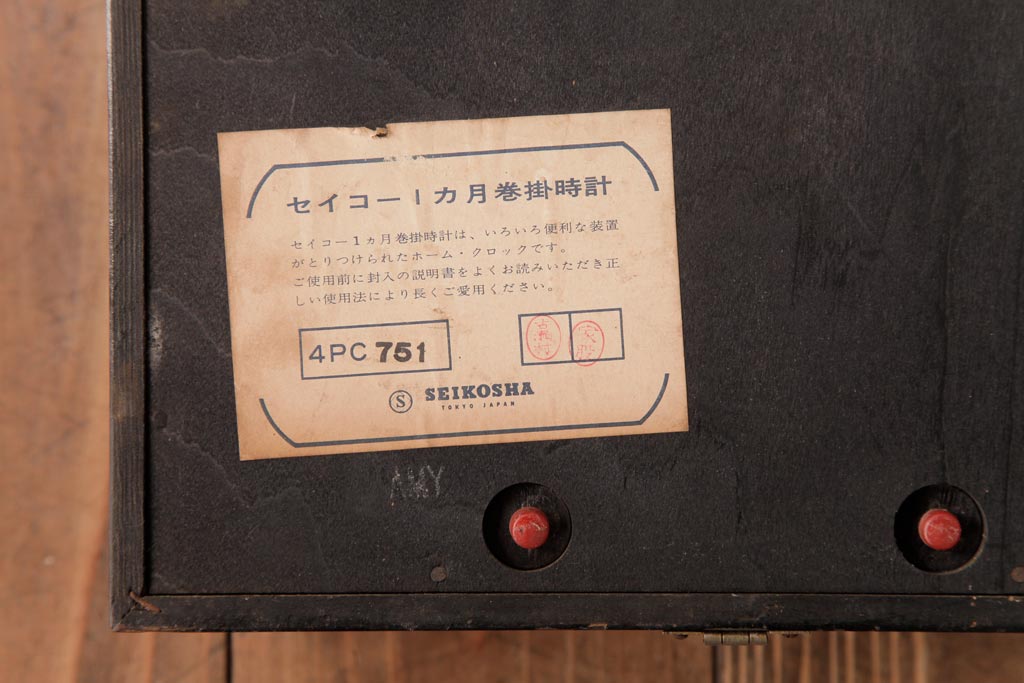 セイコー１カ月巻掛時計
セイコー１ヵ月巻掛時計は、いろいろ便利な装置
がとりつけられたホーム・クロックです。
ご使用前に封入の説明書をよくお読みいただき正
しい使用法により長くご愛用ください。
4PC 751
S SEIKOSHA
TOKYO JAPAN
AMY